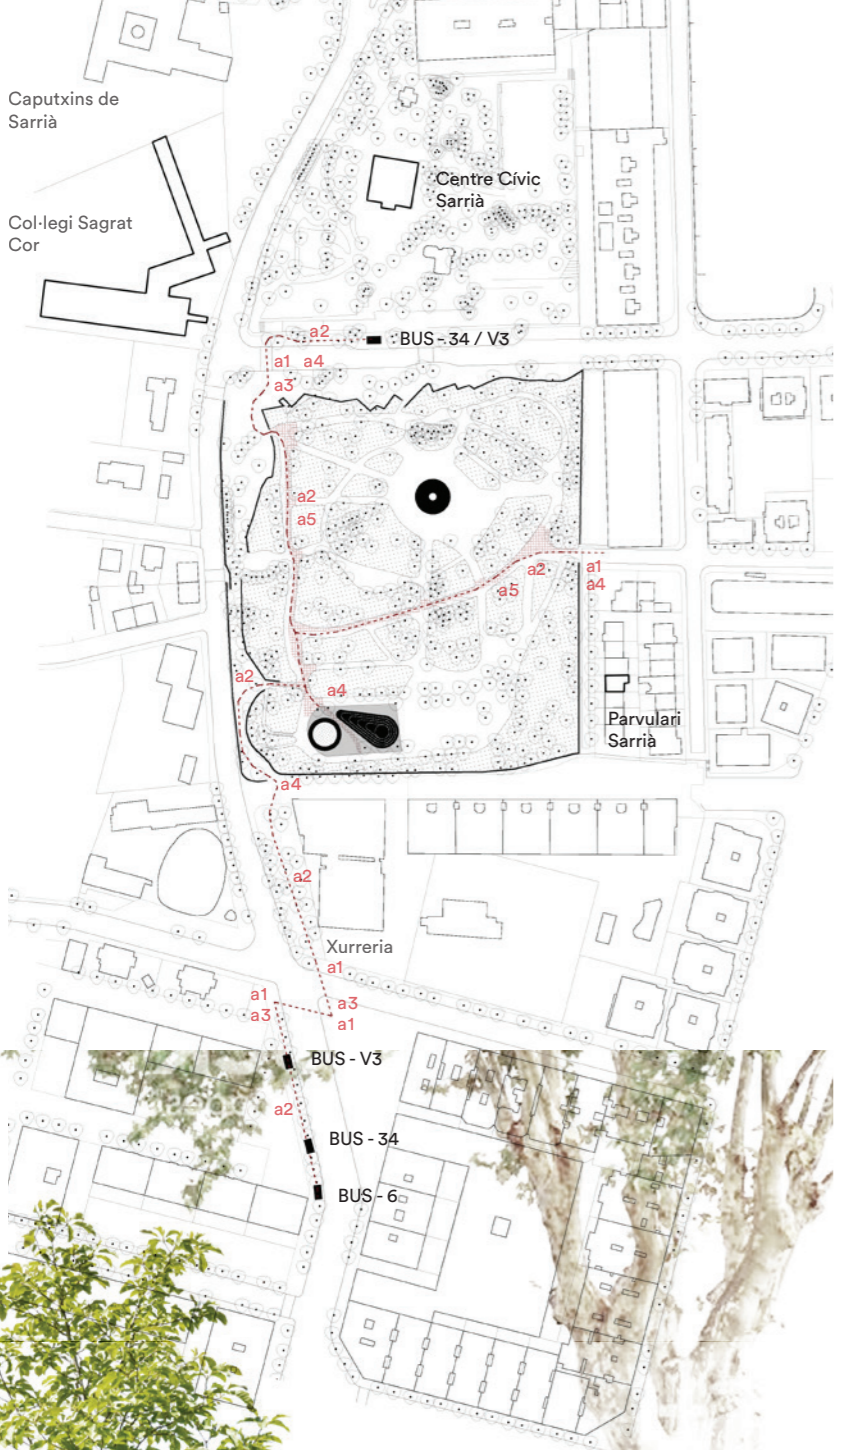 Caputxins de
Sarrià
Centre Cívic
Sarrià
Col·legi Sagrat
Cor
a2
BUS - 34 / V3
a1 a4
a3
a2
a5
a2
a1
a5
a4
a2
a4
Parvulari
Sarrià
a4
a2
Xurreria
a1
a1
a3
a3
a1
BUS - V3
a2
BUS - 34
BUS - 6